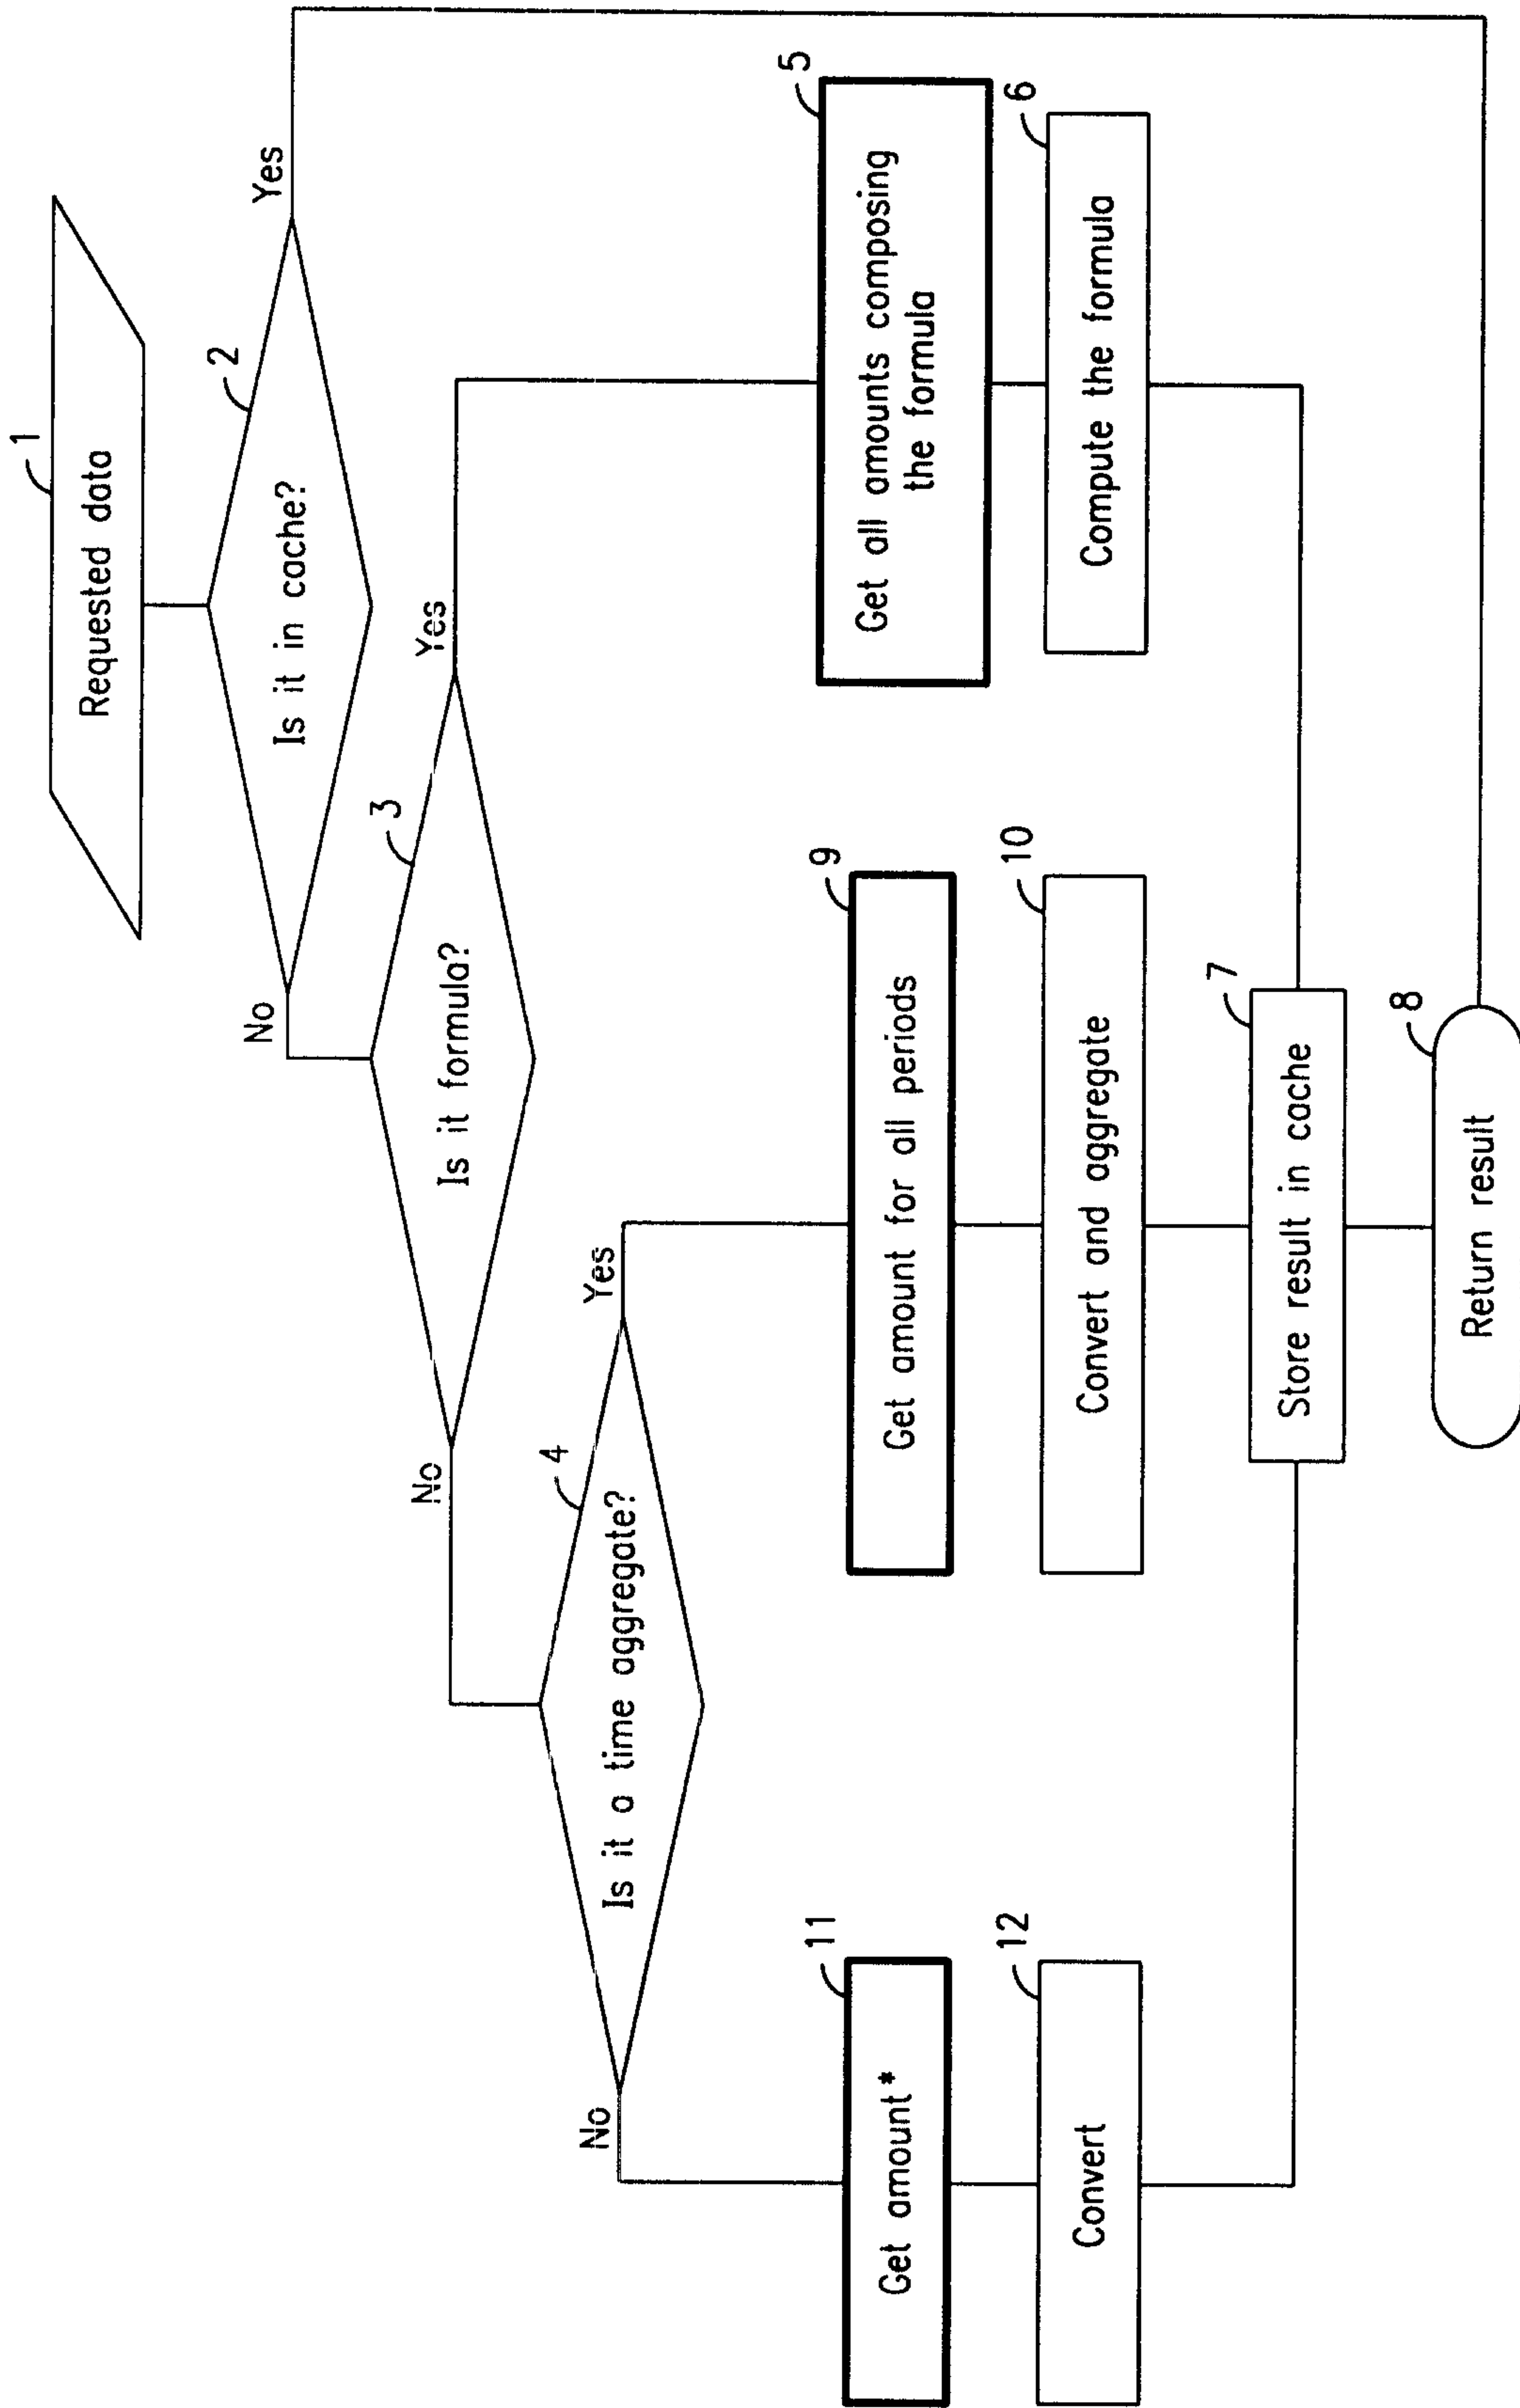 1
Requested data
2
Is it in cache?
Yes
No
3
Is it formula?
Yes
No
4
Is it a time aggregate?
Yes
No
5
Get all amounts composing
the formula
6
Compute the formula
9
Get amount for all periods
10
Convert and aggregate
11
Get amount*
12
Convert
7
Store result in cache
8
Return result